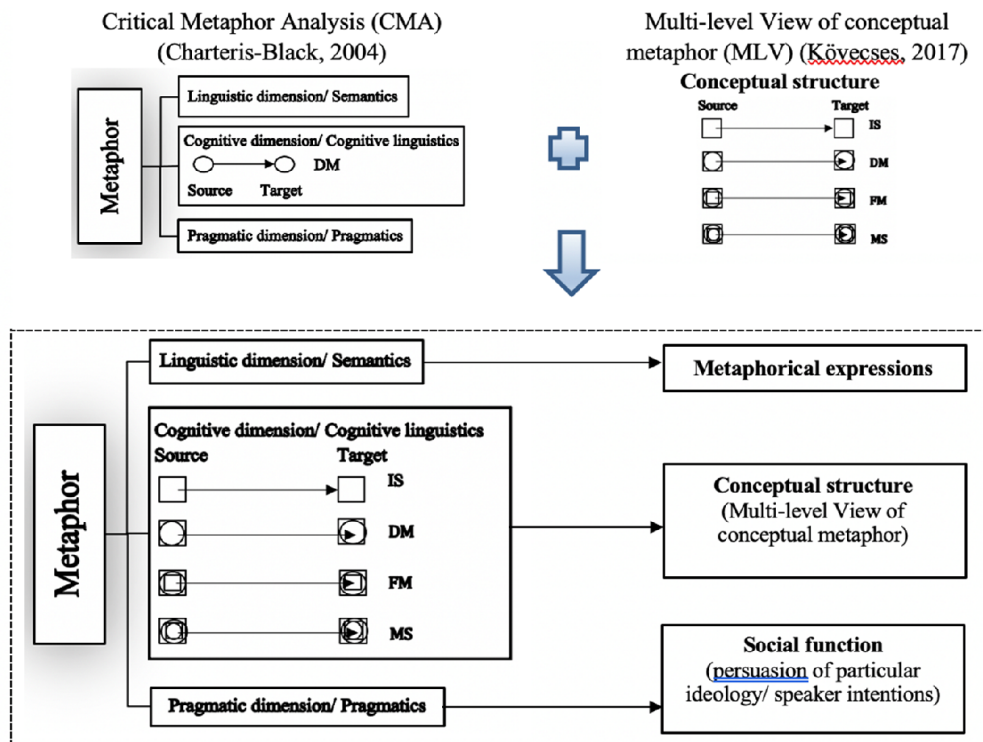 Critical Metaphor Analysis (CMA)
(Charteris-Black, 2004)
Metaphor
Linguistic dimension/ Semantics
Cognitive dimension/ Cognitive linguistics
DM
Source Target
Pragmatic dimension/ Pragmatics
Multi-level View of conceptual
metaphor (MLV) (Kövecses, 2017)
Conceptual structure
Source Target
IS
DM
FM
MS
Metaphor
Linguistic dimension/ Semantics
Cognitive dimension/ Cognitive linguistics
Source Target
IS
DM
FM
MS
Pragmatic dimension/ Pragmatics
Metaphorical expressions
Conceptual structure
(Multi-level View of
conceptual metaphor)
Social function
(persuasion of particular
ideology/ speaker intentions)